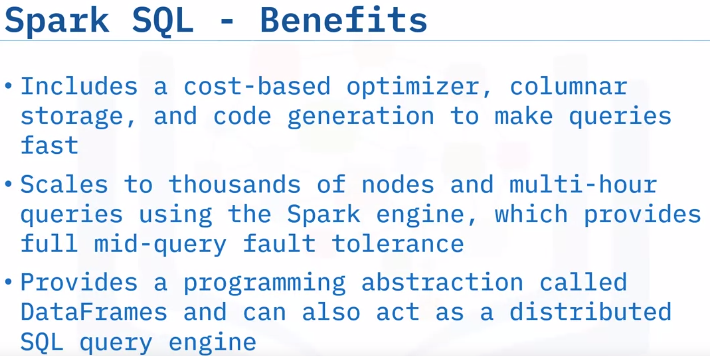 Spark SQL - Benefits
• Includes a cost-based optimizer, columnar
storage, and code generation to make queries
fast
• Scales to thousands of nodes and multi-hour
queries using the Spark engine, which provides
full mid-query fault tolerance
• Provides a programming abstraction called
DataFrames and can also act as a distributed
SQL query engine